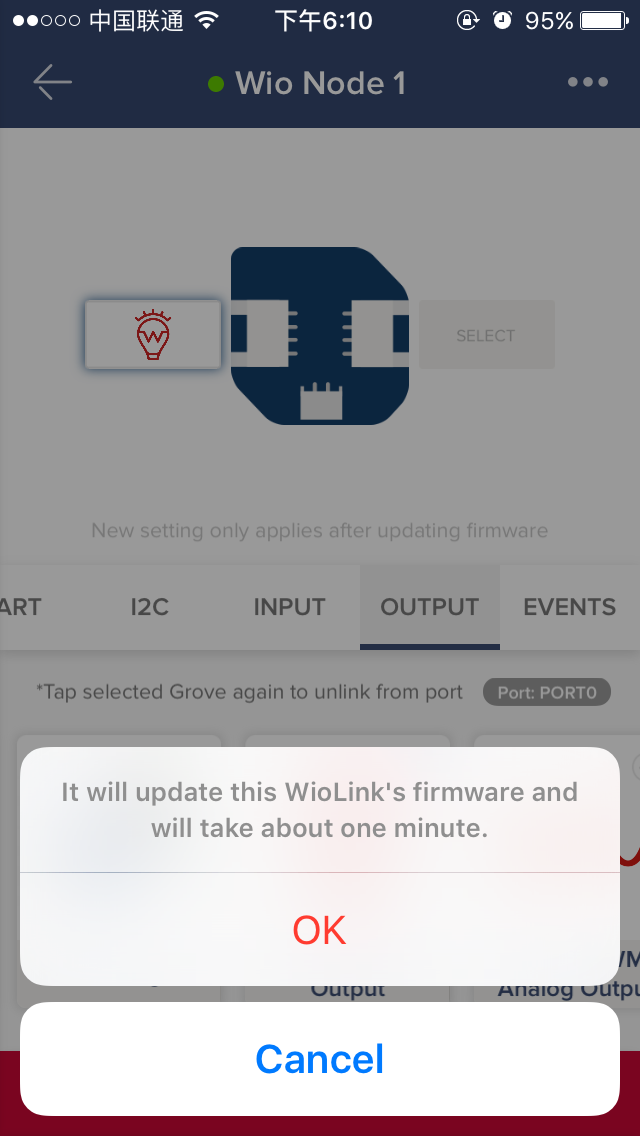 中国联通 下午6:10 95%
Wio Node 1
SELECT
New setting only applies after updating firmware
ART I2C INPUT OUTPUT EVENTS
*Tap selected Grove again to unlink from port Port: PORT0
It will update this WioLink's firmware and
will take about one minute.
OK
WM
Output Analog Outpu
Cancel